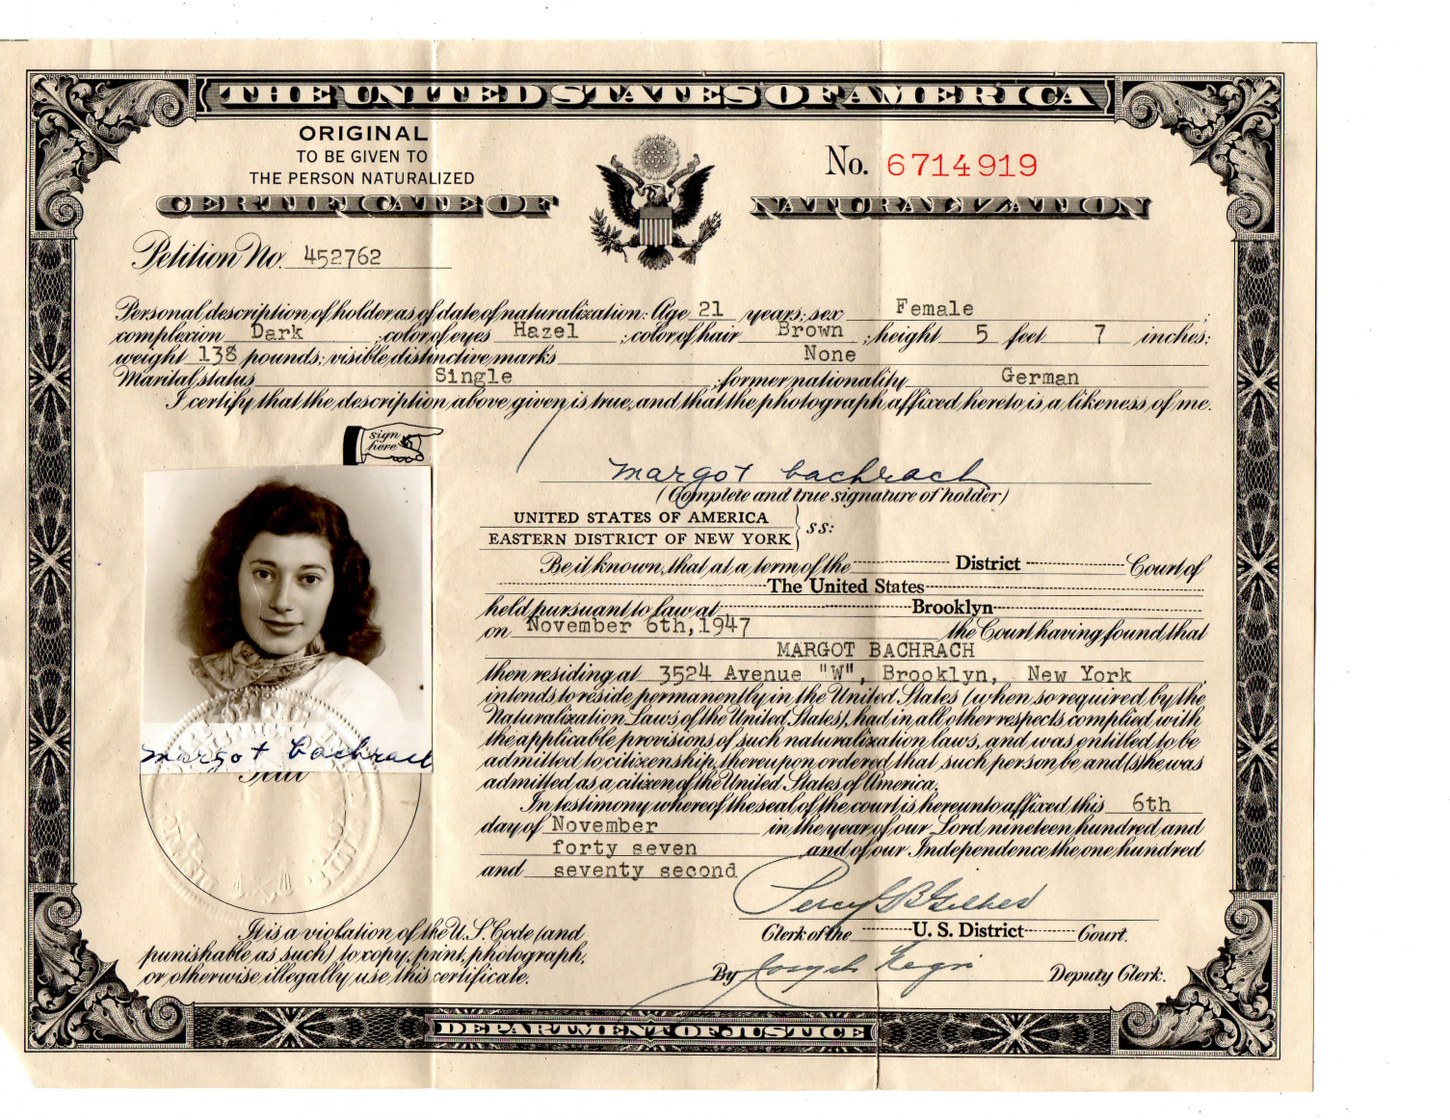 THE UNITED STATES OF AMERICA
ORIGINAL
TO BE GIVEN TO
THE PERSON NATURALIZED
No. 6714919
CERTIFICATE OF NATURALIZATION
Petition No. 452762
Personal description of holder as of date of naturalization: Age 21 years; sex Female ;
complexion Dark ; color of eyes Hazel ; color of hair Brown ; height 5 feet 7 inches;
weight 138 pounds; visible distinctive marks None
Marital status Single ; former nationality German
I certify that the description above given is true, and that the photograph affixed hereto is a likeness of me.
sign
here
margot bachrach
(Complete and true signature of holder)
UNITED STATES OF AMERICA
EASTERN DISTRICT OF NEW YORK
ss:
Be it known, that at a term of the District Court of
The United States
held pursuant to law at Brooklyn
on November 6th, 1947 the Court having found that
MARGOT BACHRACH
then residing at 3524 Avenue "W", Brooklyn, New York
intends to reside permanently in the United States (when so required by the
Naturalization Laws of the United States), had in all other respects complied with
the applicable provisions of such naturalization laws, and was entitled to be
admitted to citizenship, thereupon ordered that such person be and (s)he was
admitted as a citizen of the United States of America.
In testimony whereof the seal of the court is hereunto affixed this 6th
day of November in the year of our Lord nineteen hundred and
forty seven and of our Independence the one hundred
and seventy second
margot bachrach
Seal
Percy G B Gilkes
Clerk of the U. S. District Court.
By Joseph Deputy Clerk.
It is a violation of the U. S. Code (and
punishable as such) to copy, print, photograph,
or otherwise illegally use this certificate.
DEPARTMENT OF JUSTICE